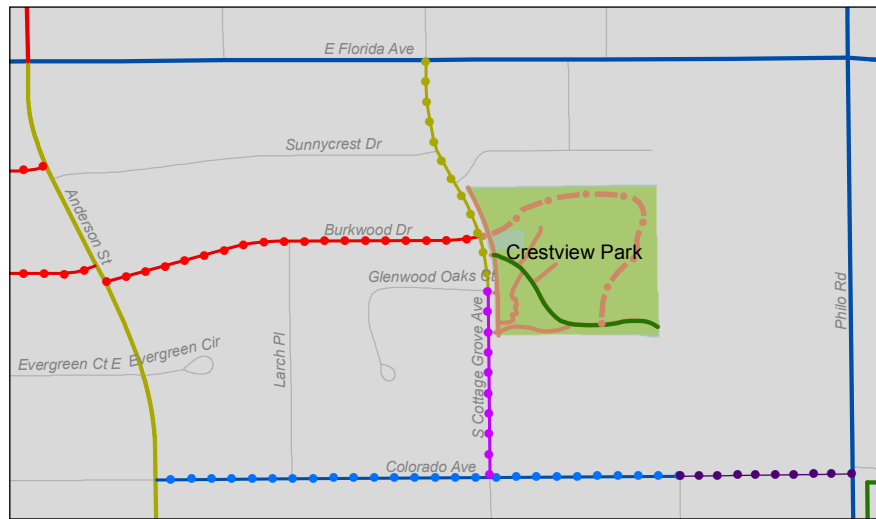 E Florida Ave
Sunnycrest Dr
Anderson St
Burkwood Dr
Crestview Park
Glenwood Oaks Ct
Philo Rd
S Cottage Grove Ave
Evergreen Ct E
Evergreen Cir
Larch Pl
Colorado Ave